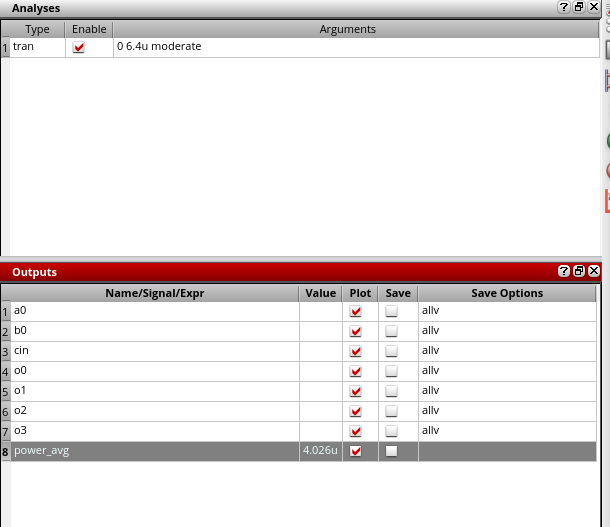 Analyses
Type Enable Arguments
1 tran 0 6.4u moderate
Outputs
Name/Signal/Expr Value Plot Save Save Options
1 a0 allv
2 b0 allv
3 cin allv
4 o0 allv
5 o1 allv
6 o2 allv
7 o3 allv
8 power_avg 4.026u